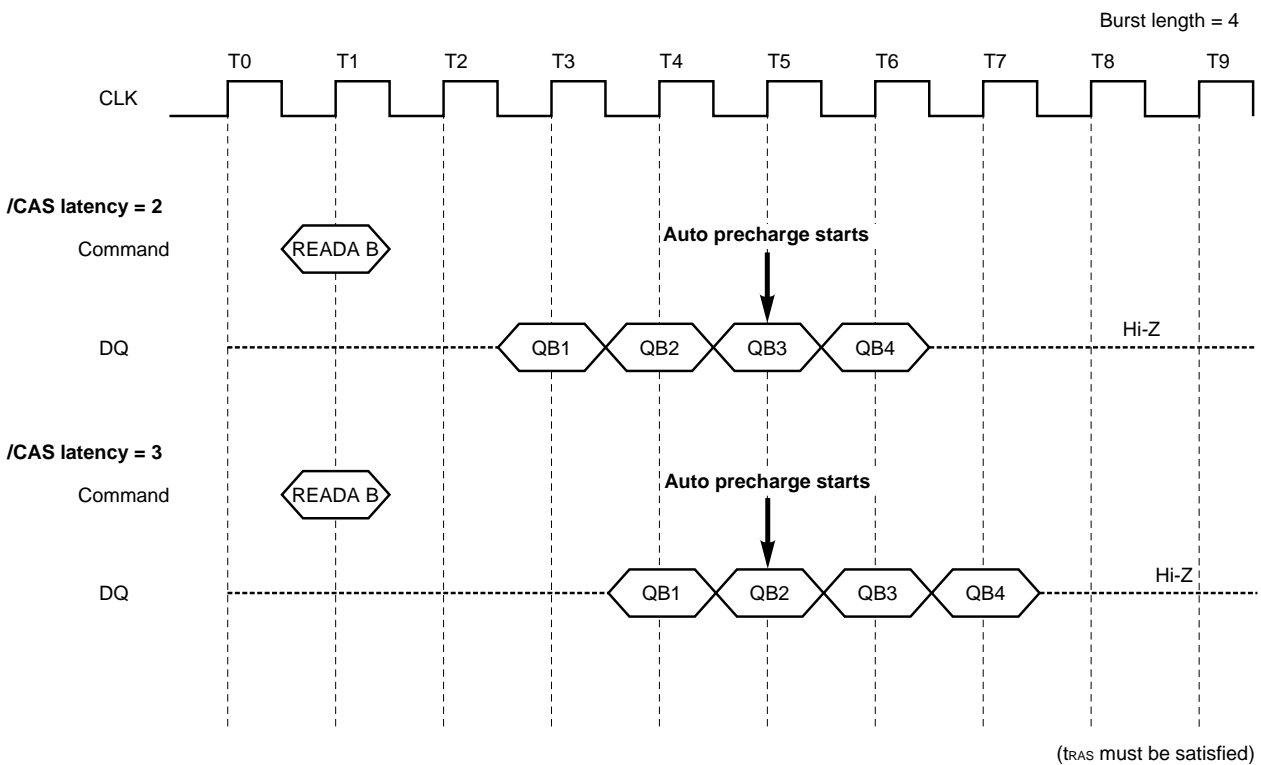 Burst length = 4
T0 T1 T2 T3 T4 T5 T6 T7 T8 T9
CLK
/CAS latency = 2
Command READA B Auto precharge starts
DQ QB1 QB2 QB3 QB4 Hi-Z
/CAS latency = 3
Command READA B Auto precharge starts
DQ QB1 QB2 QB3 QB4 Hi-Z
(tRAS must be satisfied)